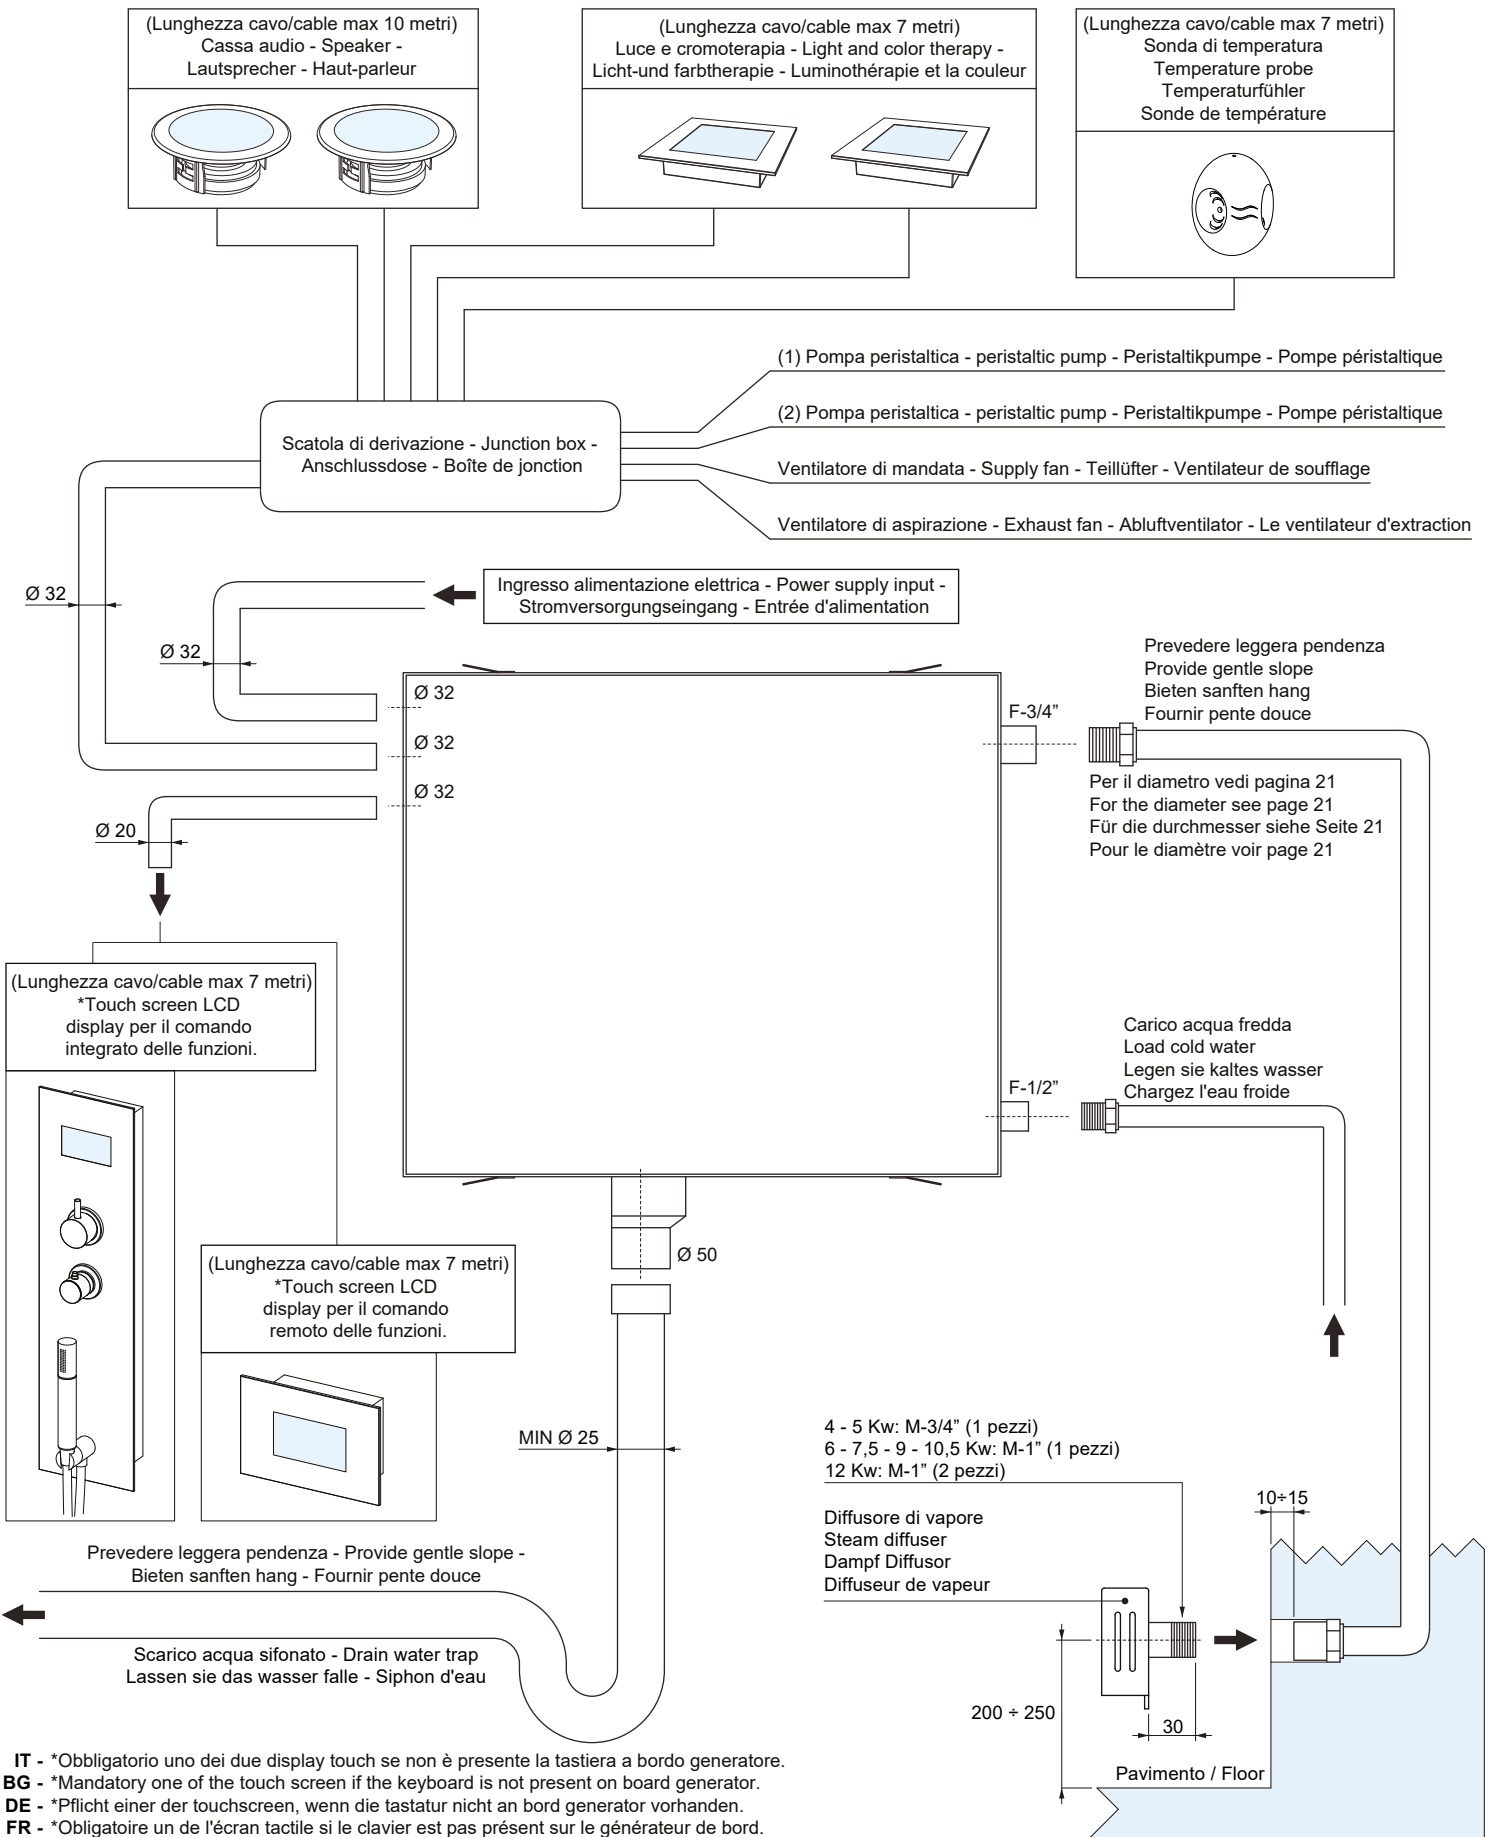 (Lunghezza cavo/cable max 10 metri)
Cassa audio - Speaker -
Lautsprecher - Haut-parleur
(Lunghezza cavo/cable max 7 metri)
Luce e cromoterapia - Light and color therapy -
Licht-und farbtherapie - Luminothérapie et la couleur
(Lunghezza cavo/cable max 7 metri)
Sonda di temperatura
Temperature probe
Temperaturfühler
Sonde de température
(1) Pompa peristaltica - peristaltic pump - Peristaltikpumpe - Pompe péristaltique
(2) Pompa peristaltica - peristaltic pump - Peristaltikpumpe - Pompe péristaltique
Scatola di derivazione - Junction box -
Anschlussdose - Boîte de jonction
Ventilatore di mandata - Supply fan - Teillüfter - Ventilateur de soufflage
Ventilatore di aspirazione - Exhaust fan - Abluftventilator - Le ventilateur d'extraction
Ø 32
Ingresso alimentazione elettrica - Power supply input -
Stromversorgungseingang - Entrée d'alimentation
Ø 32
Ø 32
Ø 32
Ø 32
Ø 20
F-3/4”
Prevedere leggera pendenza
Provide gentle slope
Bieten sanften hang
Fournir pente douce
Per il diametro vedi pagina 21
For the diameter see page 21
Für die durchmesser siehe Seite 21
Pour le diamètre voir page 21
(Lunghezza cavo/cable max 7 metri)
*Touch screen LCD
display per il comando
integrato delle funzioni.
Carico acqua fredda
Load cold water
Legen sie kaltes wasser
Chargez l'eau froide
F-1/2”
(Lunghezza cavo/cable max 7 metri)
*Touch screen LCD
display per il comando
remoto delle funzioni.
Ø 50
MIN Ø 25
4 - 5 Kw: M-3/4” (1 pezzi)
6 - 7,5 - 9 - 10,5 Kw: M-1” (1 pezzi)
12 Kw: M-1” (2 pezzi)
Diffusore di vapore
Steam diffuser
Dampf Diffusor
Diffuseur de vapeur
10÷15
Prevedere leggera pendenza - Provide gentle slope -
Bieten sanften hang - Fournir pente douce
Scarico acqua sifonato - Drain water trap
Lassen sie das wasser falle - Siphon d'eau
200 ÷ 250
30
Pavimento / Floor
IT - *Obbligatorio uno dei due display touch se non è presente la tastiera a bordo generatore.
BG - *Mandatory one of the touch screen if the keyboard is not present on board generator.
DE - *Pflicht einer der touchscreen, wenn die tastatur nicht an bord generator vorhanden.
FR - *Obligatoire un de l'écran tactile si le clavier est pas présent sur le générateur de bord.